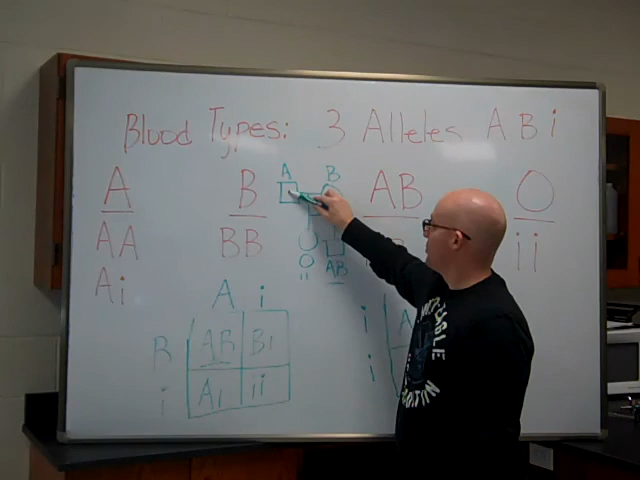 Blood Types: 3 Alleles A B i
A B AB O
AA BB ii
Ai
A B
O
ii
AB
A i
B AB Bi
i Ai ii
i A
i